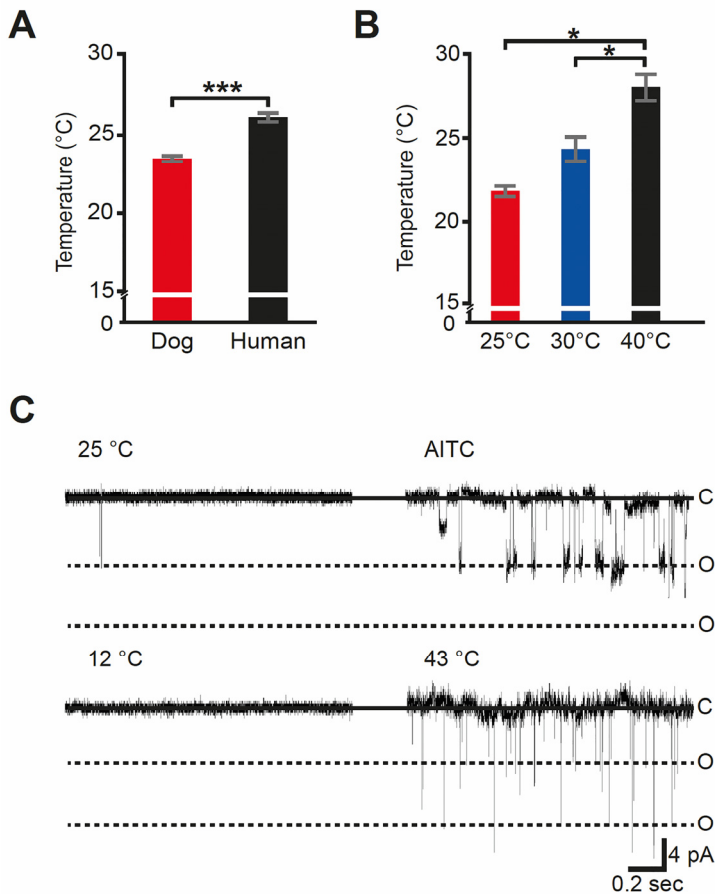 A
Temperature (°C)
30
25
20
15
0
***
Dog Human
B
Temperature (°C)
30
25
20
15
0
*
*
25°C 30°C 40°C
C
25 °C AITC
C
O
O
12 °C 43 °C
C
O
O
4 pA
0.2 sec